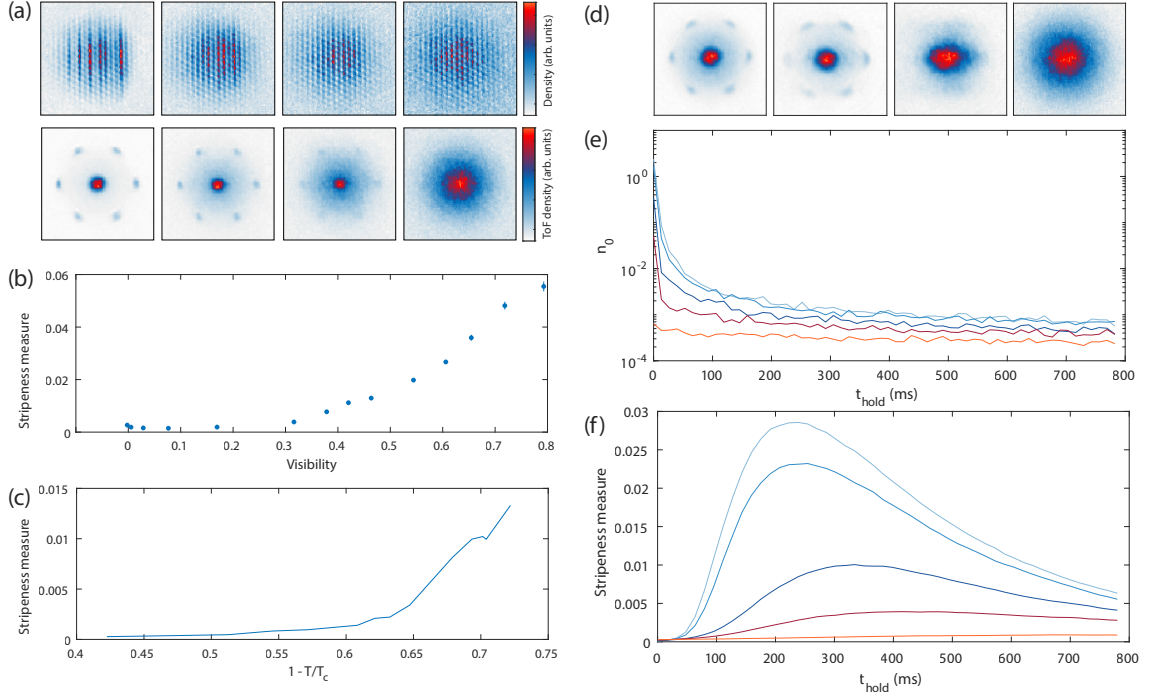 (a)
Density (arb. units)
ToF density (arb. units)
(b)
0.06
0.04
0.02
0
Stripeness measure
0 0.1 0.2 0.3 0.4 0.5 0.6 0.7 0.8
Visibility
(c)
0.015
0.01
0.005
0
Stripeness measure
0.4 0.45 0.5 0.55 0.6 0.65 0.7 0.75
1 - T/Tc
(d)
(e)
10⁰
10⁻²
10⁻⁴
n₀
0 100 200 300 400 500 600 700 800
t_hold (ms)
(f)
0.03
0.025
0.02
0.015
0.01
0.005
0
Stripeness measure
0 100 200 300 400 500 600 700 800
t_hold (ms)